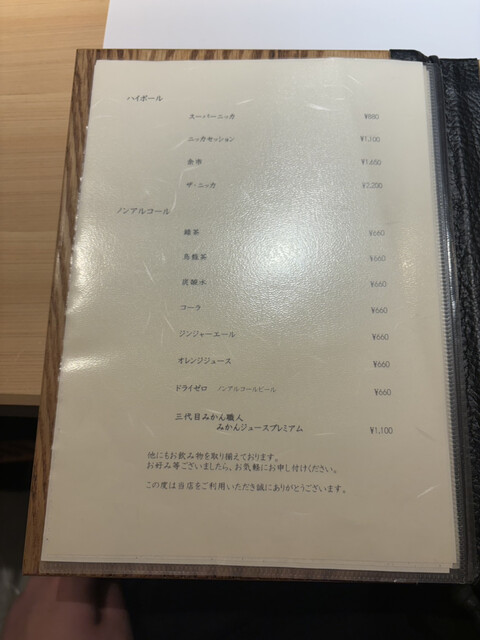 ハイボール
スーパーニッカ ¥880
ニッカセッション ¥1,100
余市 ¥1,650
ザ・ニッカ ¥2,200
ノンアルコール
緑茶 ¥660
烏龍茶 ¥660
炭酸水 ¥660
コーラ ¥660
ジンジャーエール ¥660
オレンジジュース ¥660
ドライゼロ ノンアルコールビール ¥660
三代目みかん職人
みかんジュースプレミアム ¥1,100
他にもお飲み物を取り揃えております。
お好み等ございましたら、お気軽にお申し付けください。
この度は当店をご利用いただき誠にありがとうございます。